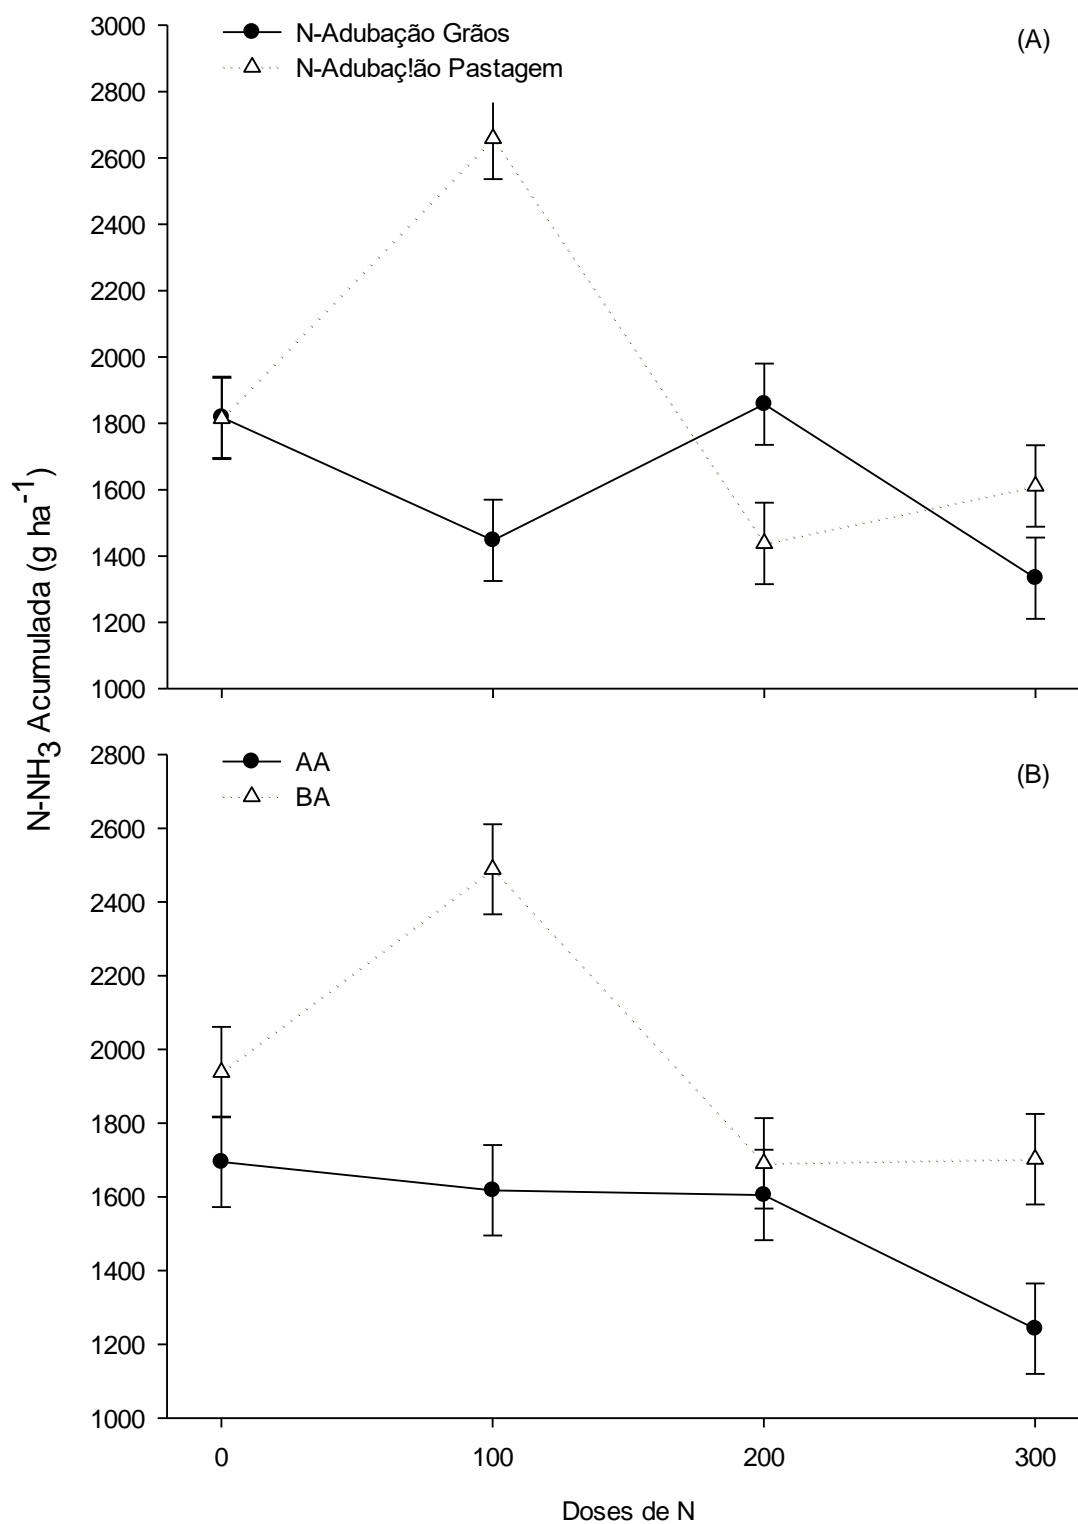 N-Adubação Grãos
N-Adubaç!ão Pastagem
(A)
3000
2800
2600
2400
2200
2000
1800
1600
1400
1200
1000
N-NH3 Acumulada (g ha-1)
AA
BA
(B)
2800
2600
2400
2200
2000
1800
1600
1400
1200
1000
0 100 200 300
Doses de N